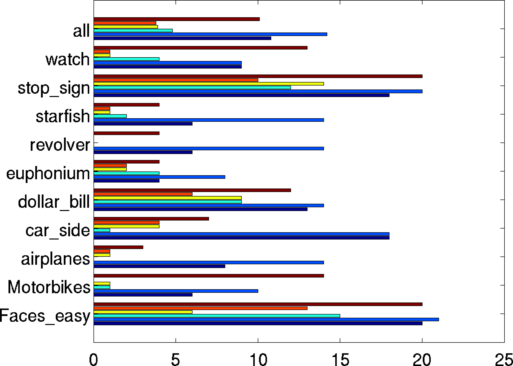 all
watch
stop_sign
starfish
revolver
euphonium
dollar_bill
car_side
airplanes
Motorbikes
Faces_easy
0 5 10 15 20 25